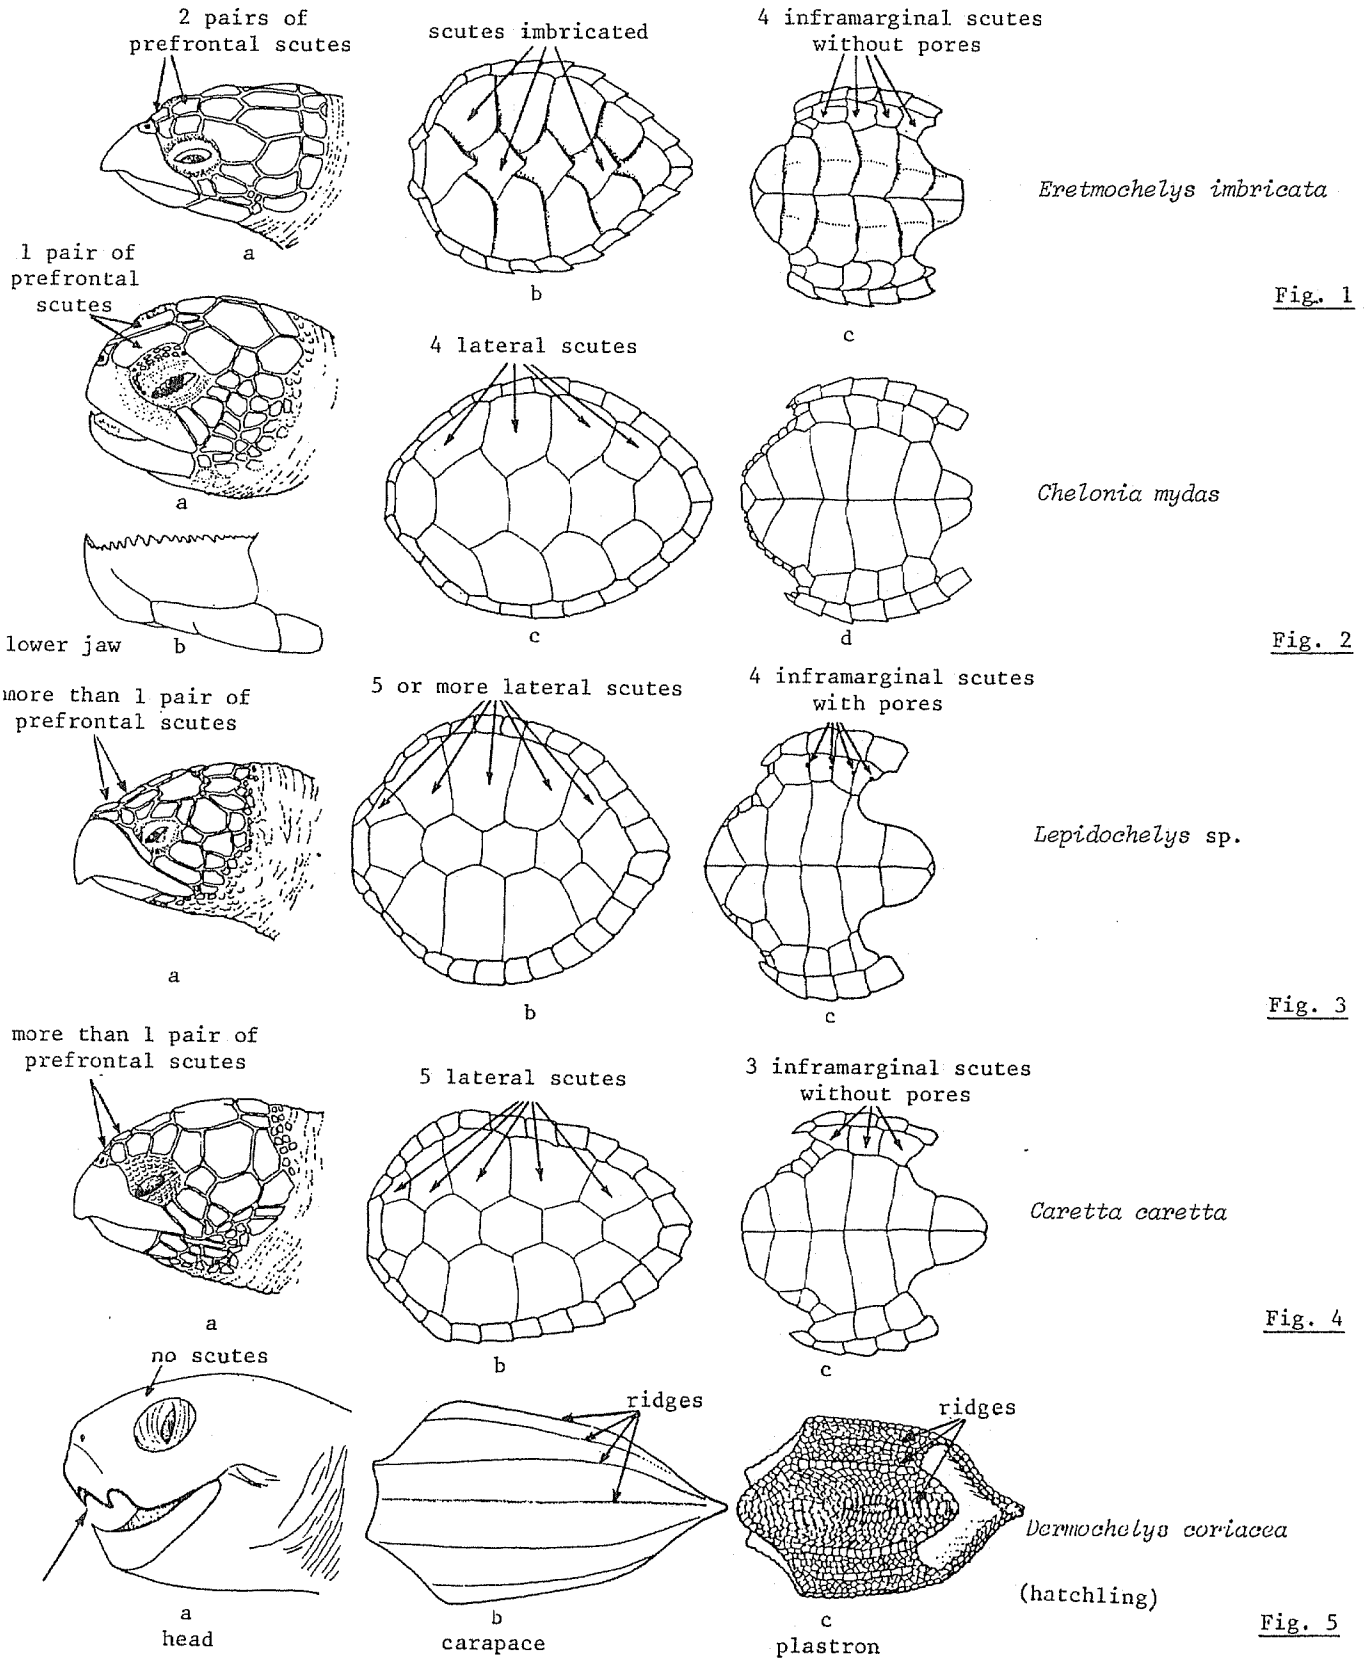 2 pairs of
prefrontal scutes
scutes imbricated
4 inframarginal scutes
without pores
a
b
c
Eretmochelys imbricata
Fig. 1
1 pair of
prefrontal
scutes
4 lateral scutes
a
lower jaw
b
c
d
Chelonia mydas
Fig. 2
more than 1 pair of
prefrontal scutes
5 or more lateral scutes
4 inframarginal scutes
with pores
a
b
c
Lepidochelys sp.
Fig. 3
more than 1 pair of
prefrontal scutes
5 lateral scutes
3 inframarginal scutes
without pores
a
b
c
Caretta caretta
Fig. 4
no scutes
ridges
ridges
a
head
b
carapace
c
plastron
Dermochelys coriacea
(hatchling)
Fig. 5